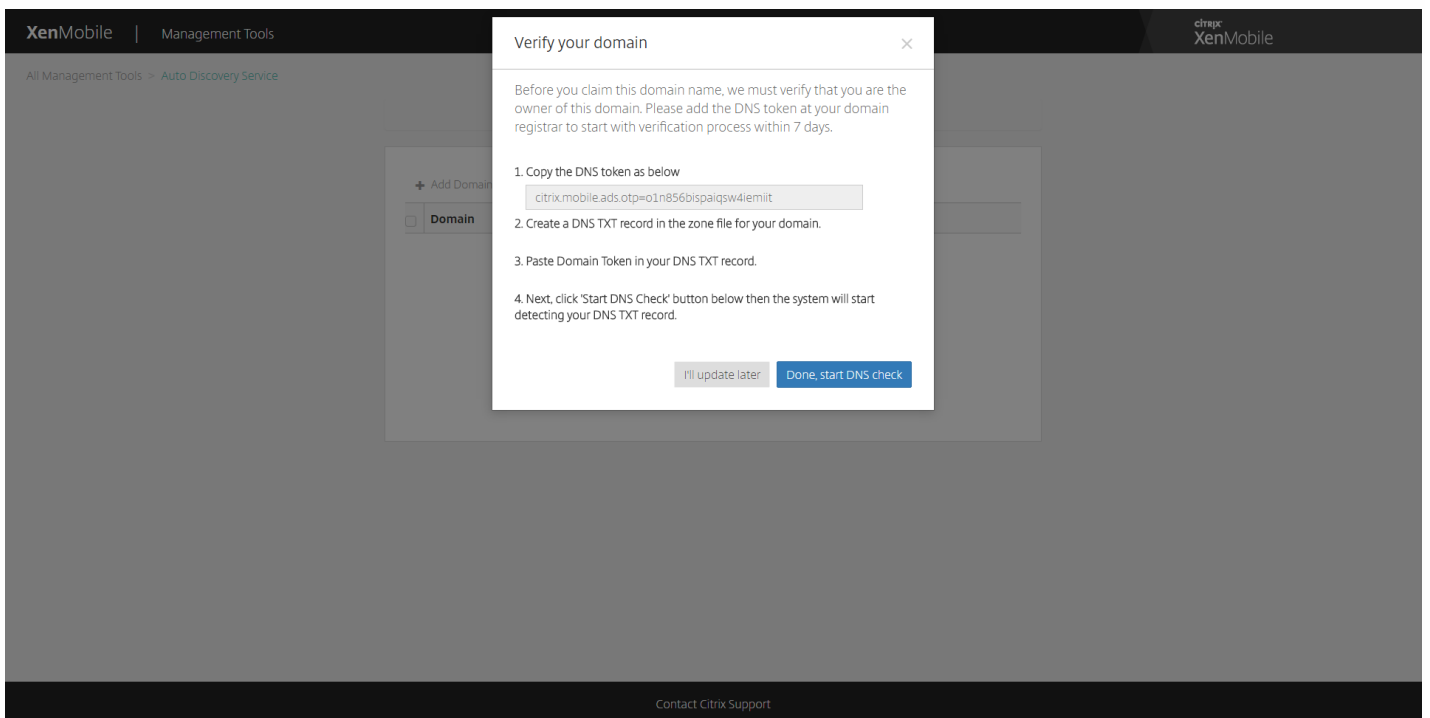 XenMobile | Management Tools
citrix
XenMobile
All Management Tools > Auto Discovery Service
Verify your domain ×
Before you claim this domain name, we must verify that you are the
owner of this domain. Please add the DNS token at your domain
registrar to start with verification process within 7 days.
1. Copy the DNS token as below
citrix.mobile.ads.otp=o1n856bispaiqsw4iemiit
2. Create a DNS TXT record in the zone file for your domain.
3. Paste Domain Token in your DNS TXT record.
4. Next, click 'Start DNS Check' button below then the system will start
detecting your DNS TXT record.
I'll update later Done, start DNS check
+ Add Domain
Domain
Contact Citrix Support